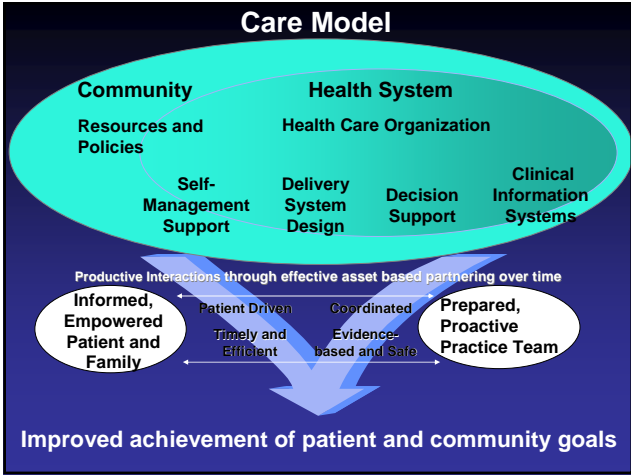 Care Model
Community
Health System
Resources and
Policies
Health Care Organization
Self-
Management
Support
Delivery
System
Design
Decision
Support
Clinical
Information
Systems
Productive Interactions through effective asset based partnering over time
Informed,
Empowered
Patient and
Family
Patient Driven
Coordinated
Timely and
Efficient
Evidence-
based and Safe
Prepared,
Proactive
Practice Team
Improved achievement of patient and community goals